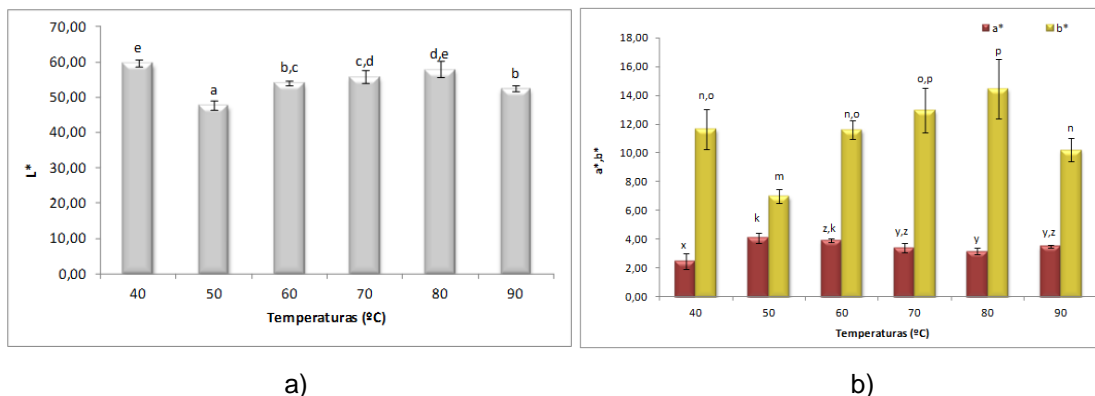 70,00
60,00
50,00
40,00
30,00
20,00
10,00
0,00
L*
e
a
b,c
c,d
d,e
b
40 50 60 70 80 90
Temperaturas (ºC)
a)
a* b*
18,00
16,00
14,00
12,00
10,00
8,00
6,00
4,00
2,00
0,00
a*,b*
x n,o
k m
z,k n,o
y,z o,p
y p
y,z n
40 50 60 70 80 90
Temperaturas (ºC)
b)